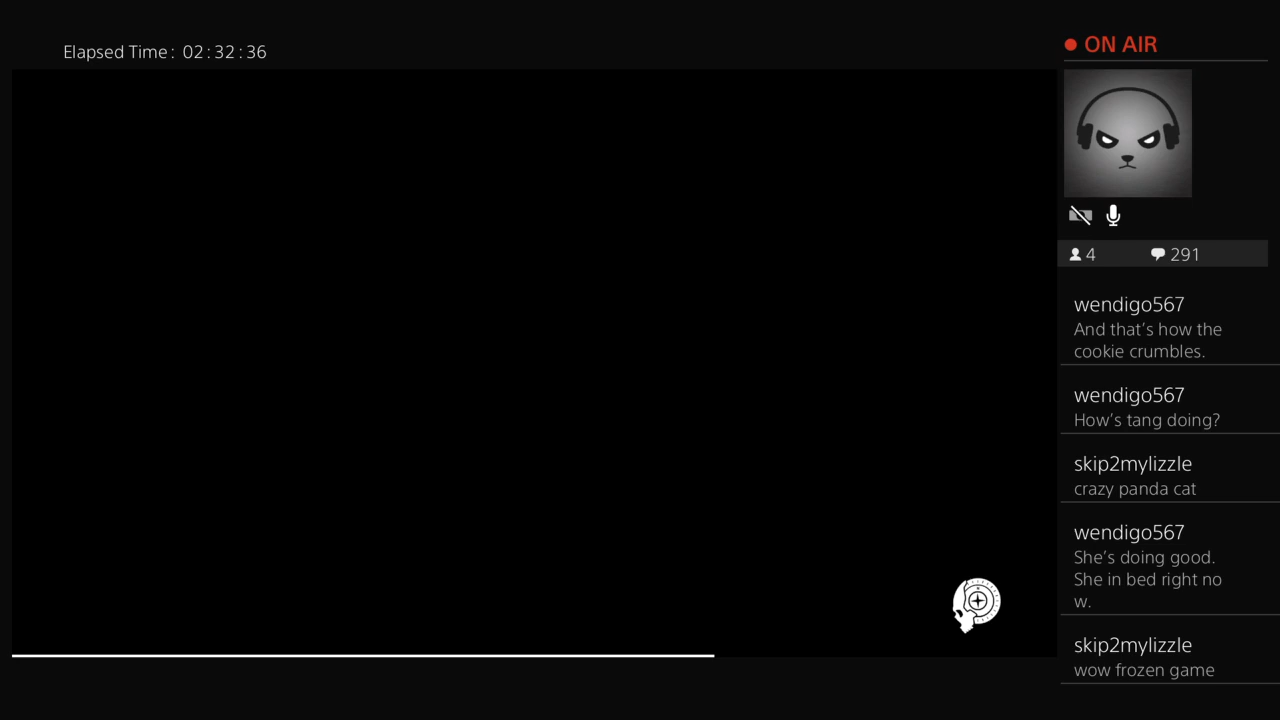 Elapsed Time: 02:32:36
ON AIR
4 291
wendigo567
And that's how the
cookie crumbles.
wendigo567
How's tang doing?
skip2mylizzle
crazy panda cat
wendigo567
She's doing good.
She in bed right no
w.
skip2mylizzle
wow frozen game